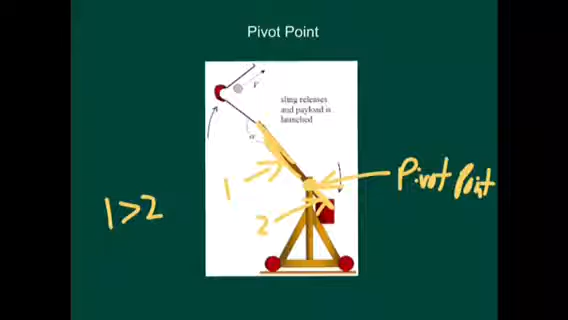 Pivot Point
sling releases
and payload is
launched
v
α
1
Pivot Point
2
1>2